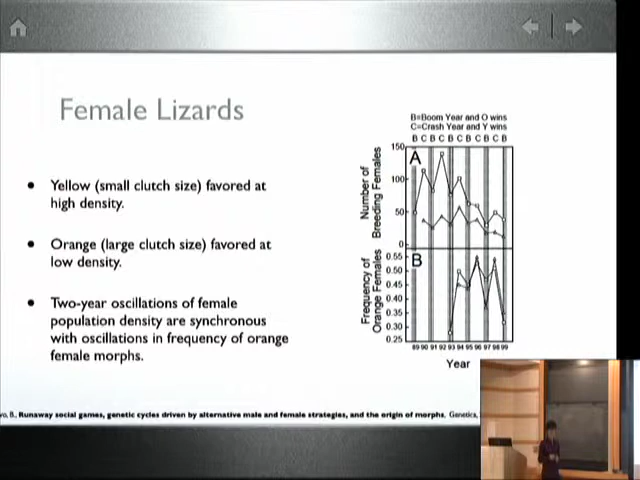 Female Lizards
Yellow (small clutch size) favored at
high density.
Orange (large clutch size) favored at
low density.
Two-year oscillations of female
population density are synchronous
with oscillations in frequency of orange
female morphs.
B=Boom Year and O wins
C=Crash Year and Y wins
B C B C B C B C B C B
A
150
100
50
0
Number of
Breeding Females
B
0.55
0.50
0.45
0.40
0.35
0.30
0.25
Frequency of
Orange Females
89 90 91 92 93 94 95 96 97 98 99
Year
B., Runaway social games, genetic cycles driven by alternative male and female strategies, and the origin of morphs. Genetics,